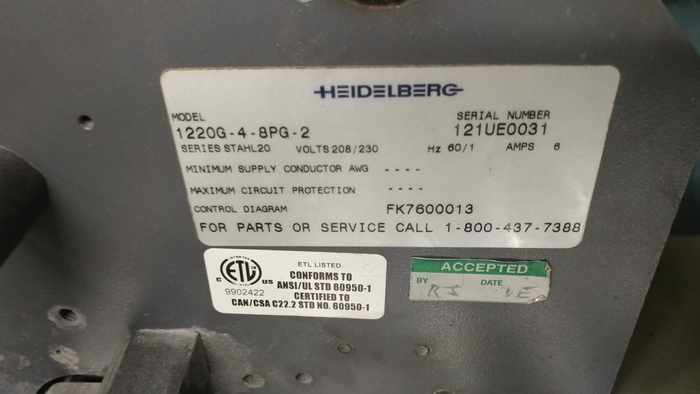 HEIDELBERG
MODEL
SERIAL NUMBER
1220G-4-8PG-2
121UE0031
SERIES STAHL20 VOLTS 208/230 Hz 60/1 AMPS 6
MINIMUM SUPPLY CONDUCTOR AWG ----
MAXIMUM CIRCUIT PROTECTION ----
CONTROL DIAGRAM FK7600013
FOR PARTS OR SERVICE CALL 1-800-437-7388
ETL LISTED
CONFORMS TO
ANSI/UL STD 60950-1
CERTIFIED TO
CAN/CSA C22.2 STD NO. 60950-1
C ETL US
9902422
ACCEPTED
BY DATE
RJ